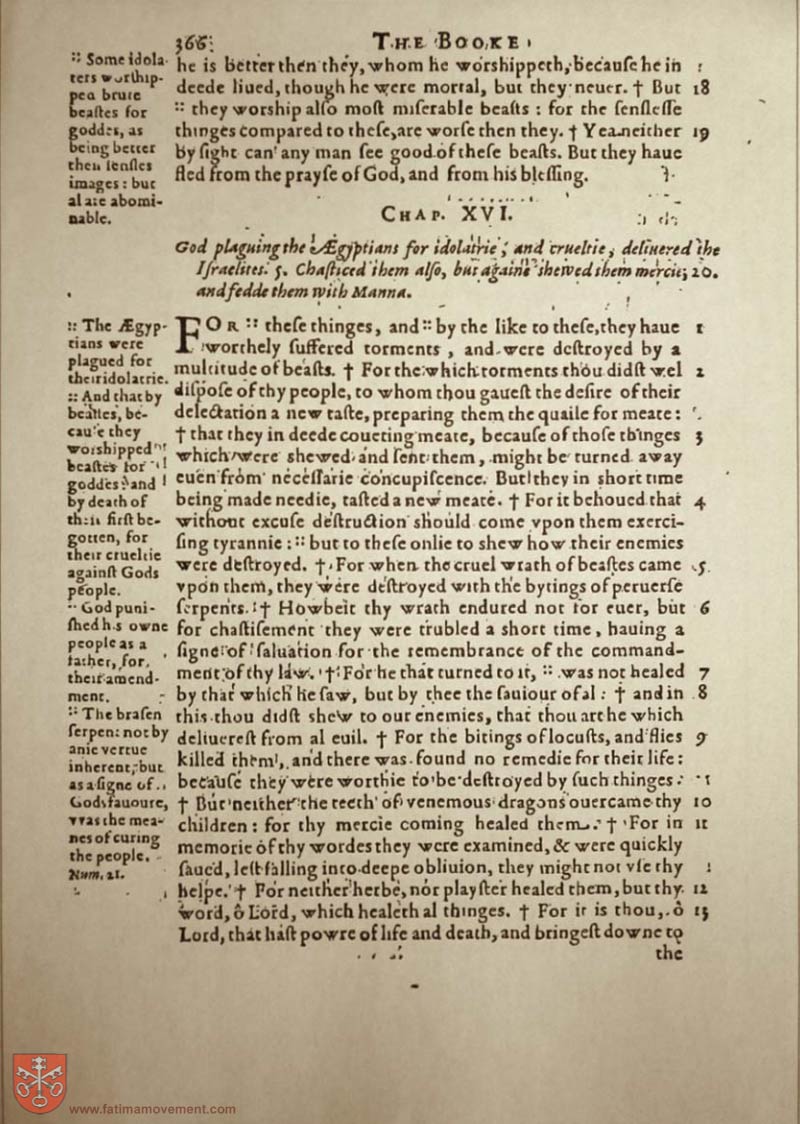 366.
THE BOOKE
he is better then they, whom he worshippeth, becauſe he in
deede liued, though he were mortal, but they neuer. † But 18
:: they worship alſo moſt miſerable beaſts : for the ſenſleſſe
thinges compared to theſe, are worſe then they. † Yea neither 19
by ſight can any man ſee good of theſe beaſts. But they haue
fled from the prayſe of God, and from his bleſſing.
:: Some idola-
ters worſhip-
ped brute
beaſtes for
goddes, as
being better
then ſenſles
images : but
al are abomi-
nable.
CHAP. XVI.
God plaguing the Ægyptians for idolatrie, and crueltie, deliuered the
Iſraelites. 5. Chaſticed them alſo, but againe shewed them mercie; 20.
and fedde them with Manna.
FOR :: theſe thinges, and :: by the like to theſe, they haue 1
worthely ſuffered torments, and were deſtroyed by a
multitude of beaſts. † For the which torments thou didſt wel 2
diſpoſe of thy people, to whom thou gaueſt the deſire of their
delectation a new taſte, preparing them the quaile for meate :
† that they in deede coueting meate, becauſe of thoſe thinges 3
which were shewed and ſent them, might be turned away
euen from neceſſarie concupiſcence. But they in short time
being made needie, taſted a new meate. † For it behoued that 4
without excuſe deſtruction should come vpon them exerci-
ſing tyrannie : :: but to theſe onlie to shew how their enemies
were deſtroyed. † For when the cruel wrath of beaſtes came 5
vpon them, they were deſtroyed with the bytings of peruerſe
ſerpents. † Howbeit thy wrath endured not for euer, but 6
for chaſtiſement they were trubled a short time, hauing a
ſigne of ſaluation for the remembrance of the command-
ment of thy law. † For he that turned to it, :: was not healed 7
by that which he ſaw, but by thee the ſauiour of al : † and in 8
this thou didſt shew to our enemies, that thou art he which
deliuereſt from al euil. † For the bitings of locuſts, and flies 9
killed them, and there was found no remedie for their life :
becauſe they were worthie to be deſtroyed by ſuch thinges.
† But neither the teeth of venemous dragons ouercame thy 10
children : for thy mercie coming healed them. † For in 11
memorie of thy wordes they were examined, & were quickly
ſaued, leſt falling into deepe obliuion, they might not vſe thy
helpe. † For neither herbe, nor playſter healed them, but thy 12
word, ô Lord, which healeth al thinges. † For it is thou, ô 13
Lord, that haſt powre of life and death, and bringeſt downe to
the
:: The Ægyp-
tians were
plagued for
their idolatrie.
:: And that by
beaſtes, be-
cauſe they
worshipped
beaſtes for
goddes : and
by death of
their firſt be-
gotten, for
their crueltie
againſt Gods
people.
:: God puni-
ſhed his owne
people as a
father, for
their amend-
ment.
:: The braſen
ſerpent not by
anie vertue
inherent, but
as a ſigne of
Gods fauoure,
was the mea-
nes of curing
the people.
Num. 21.
www.fatimamovement.com